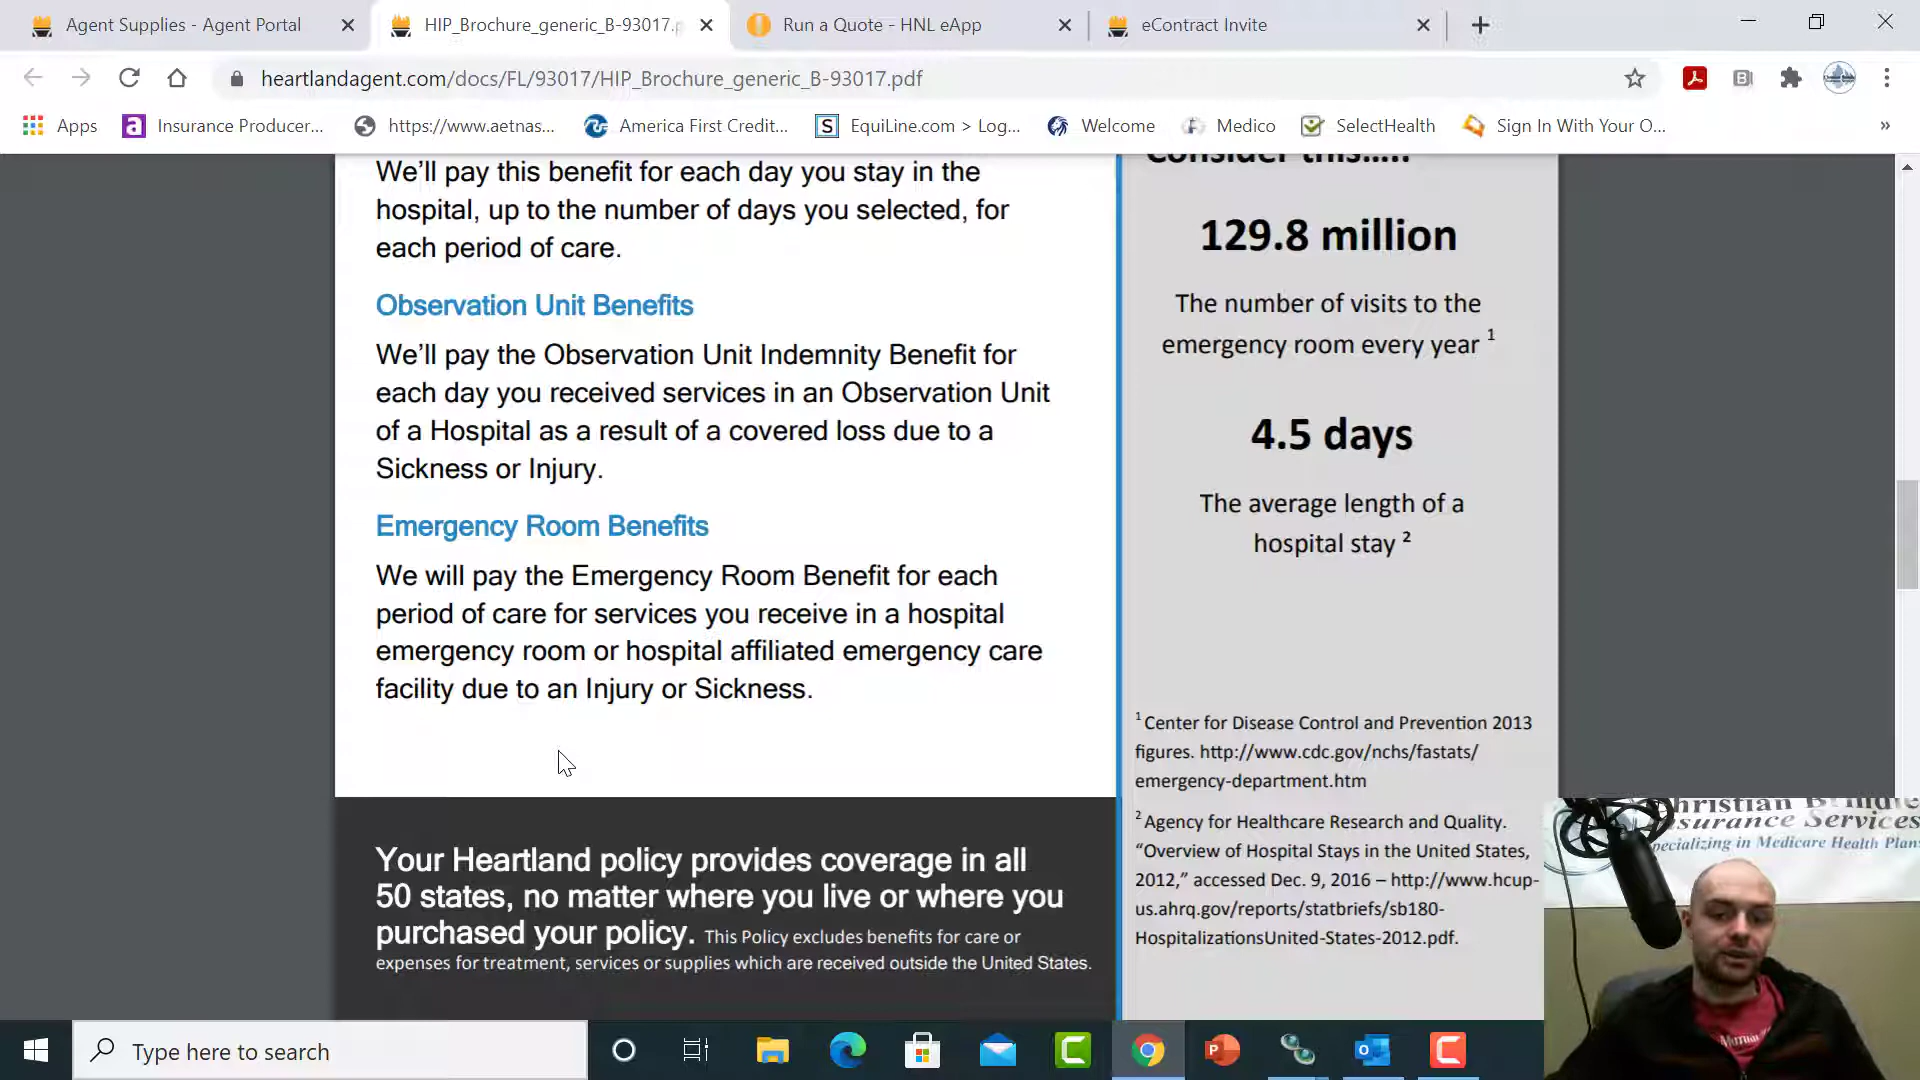 Agent Supplies - Agent Portal
HIP_Brochure_generic_B-93017.p
Run a Quote - HNL eApp
eContract Invite
heartlandagent.com/docs/FL/93017/HIP_Brochure_generic_B-93017.pdf
Apps
Insurance Producer...
https://www.aetnas...
America First Credit...
EquiLine.com > Log...
Welcome
Medico
SelectHealth
Sign In With Your O...
We'll pay this benefit for each day you stay in the
hospital, up to the number of days you selected, for
each period of care.
Observation Unit Benefits
We'll pay the Observation Unit Indemnity Benefit for
each day you received services in an Observation Unit
of a Hospital as a result of a covered loss due to a
Sickness or Injury.
Emergency Room Benefits
We will pay the Emergency Room Benefit for each
period of care for services you receive in a hospital
emergency room or hospital affiliated emergency care
facility due to an Injury or Sickness.
Your Heartland policy provides coverage in all
50 states, no matter where you live or where you
purchased your policy. This Policy excludes benefits for care or
expenses for treatment, services or supplies which are received outside the United States.
Consider this.....
129.8 million
The number of visits to the
emergency room every year 1
4.5 days
The average length of a
hospital stay 2
1 Center for Disease Control and Prevention 2013
figures. http://www.cdc.gov/nchs/fastats/
emergency-department.htm
2 Agency for Healthcare Research and Quality.
"Overview of Hospital Stays in the United States,
2012," accessed Dec. 9, 2016 – http://www.hcup-
us.ahrq.gov/reports/statbriefs/sb180-
HospitalizationsUnited-States-2012.pdf.
Christian Brindle
Insurance Services
Specializing in Medicare Health Plans
Type here to search